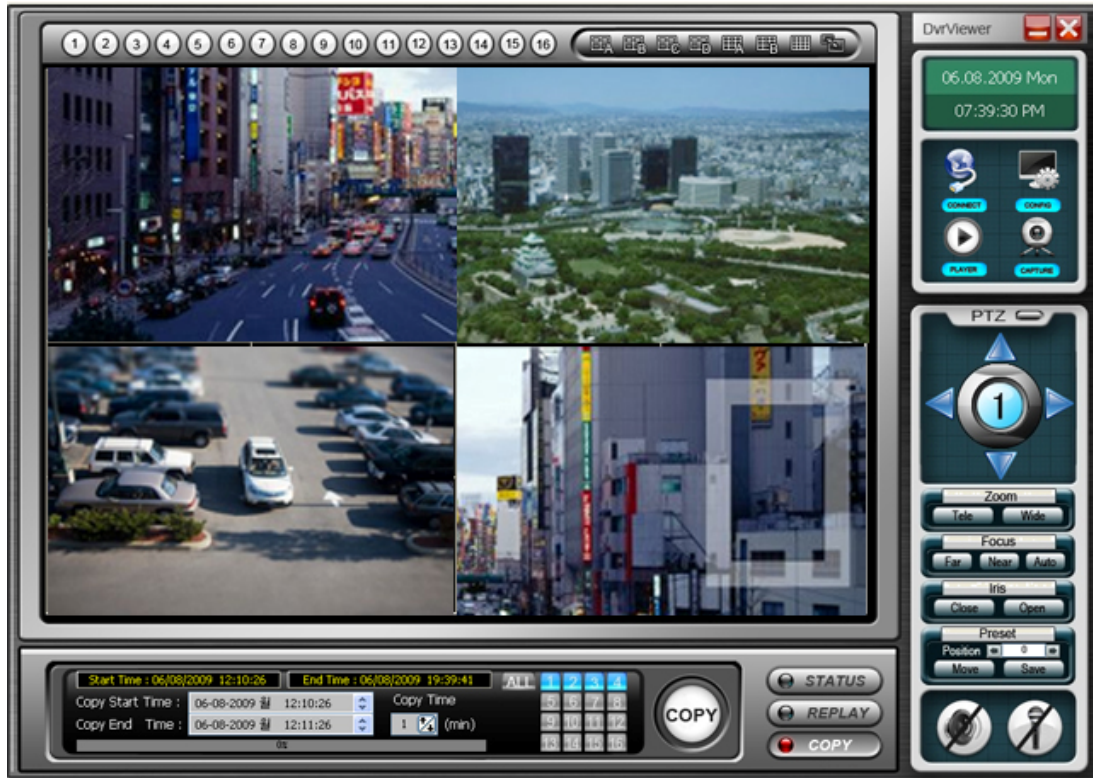 1 2 3 4 5 6 7 8 9 10 11 12 13 14 15 16
A B C D A B
DvrViewer
06.08.2009 Mon
07:39:30 PM
CONNECT CONFIG
PLAYER CAPTURE
PTZ
1
Zoom
Tele Wide
Focus
Far Near Auto
Iris
Close Open
Preset
Position 0
Move Save
Start Time : 06/08/2009 12:10:26 End Time : 06/08/2009 19:39:41 ALL
Copy Start Time : 06-08-2009 월 12:10:26
Copy End Time : 06-08-2009 월 12:11:26
Copy Time
1 (min)
0%
1 2 3 4
5 6 7 8
9 10 11 12
13 14 15 16
COPY
STATUS
REPLAY
COPY